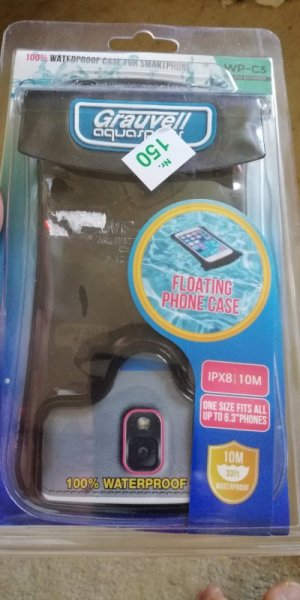 100% WATERPROOF CASE FOR SMARTPHONE
WP-C3
Grauvell
Nr.
150
FLOATING
PHONE CASE
IPX8 | 10M
ONE SIZE FITS ALL
UP TO 6.3" PHONES
10M
33ft
WATERPROOF
100% WATERPROOF